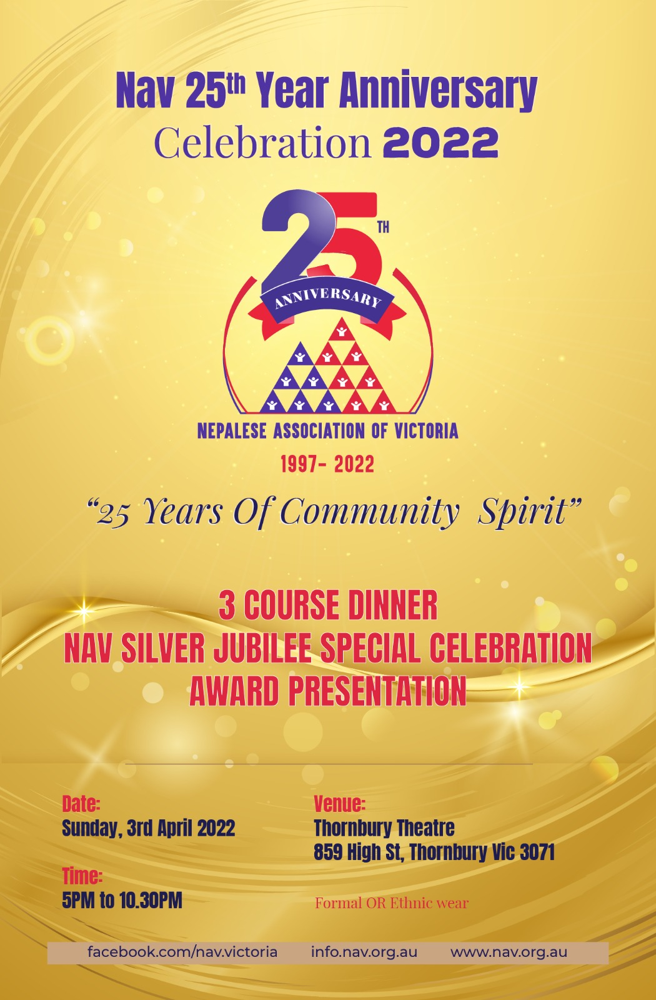 Nav 25th Year Anniversary
Celebration 2022
25TH
ANNIVERSARY
NEPALESE ASSOCIATION OF VICTORIA
1997- 2022
“25 Years Of Community Spirit”
3 COURSE DINNER
NAV SILVER JUBILEE SPECIAL CELEBRATION
AWARD PRESENTATION
Date:
Sunday, 3rd April 2022
Time:
5PM to 10.30PM
Venue:
Thornbury Theatre
859 High St, Thornbury Vic 3071
Formal OR Ethnic wear
facebook.com/nav.victoria info.nav.org.au www.nav.org.au